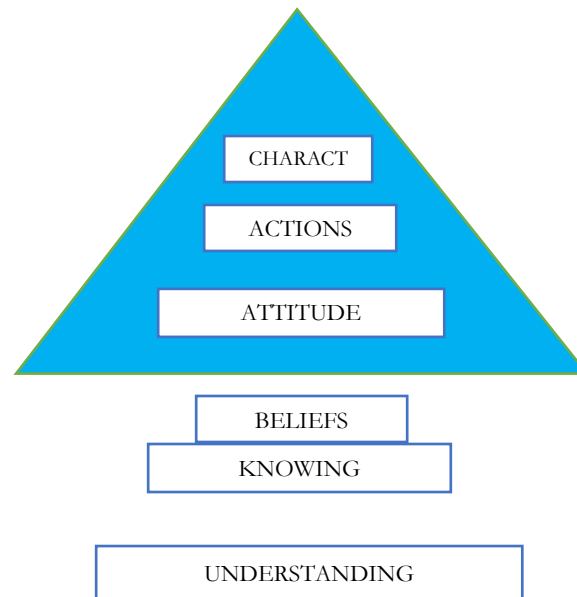 CHARACT
ACTIONS
ATTITUDE
BELIEFS
KNOWING
UNDERSTANDING